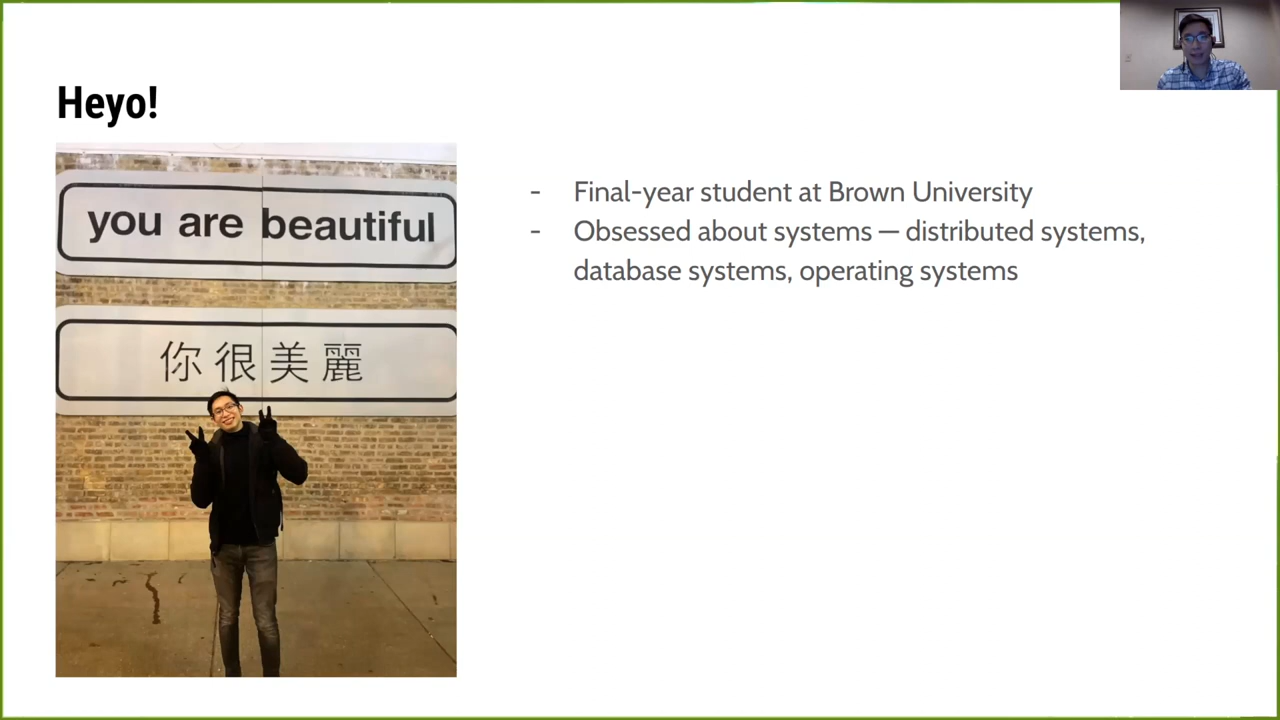 Heyo!
you are beautiful
你很美麗
- Final-year student at Brown University
- Obsessed about systems — distributed systems,
database systems, operating systems